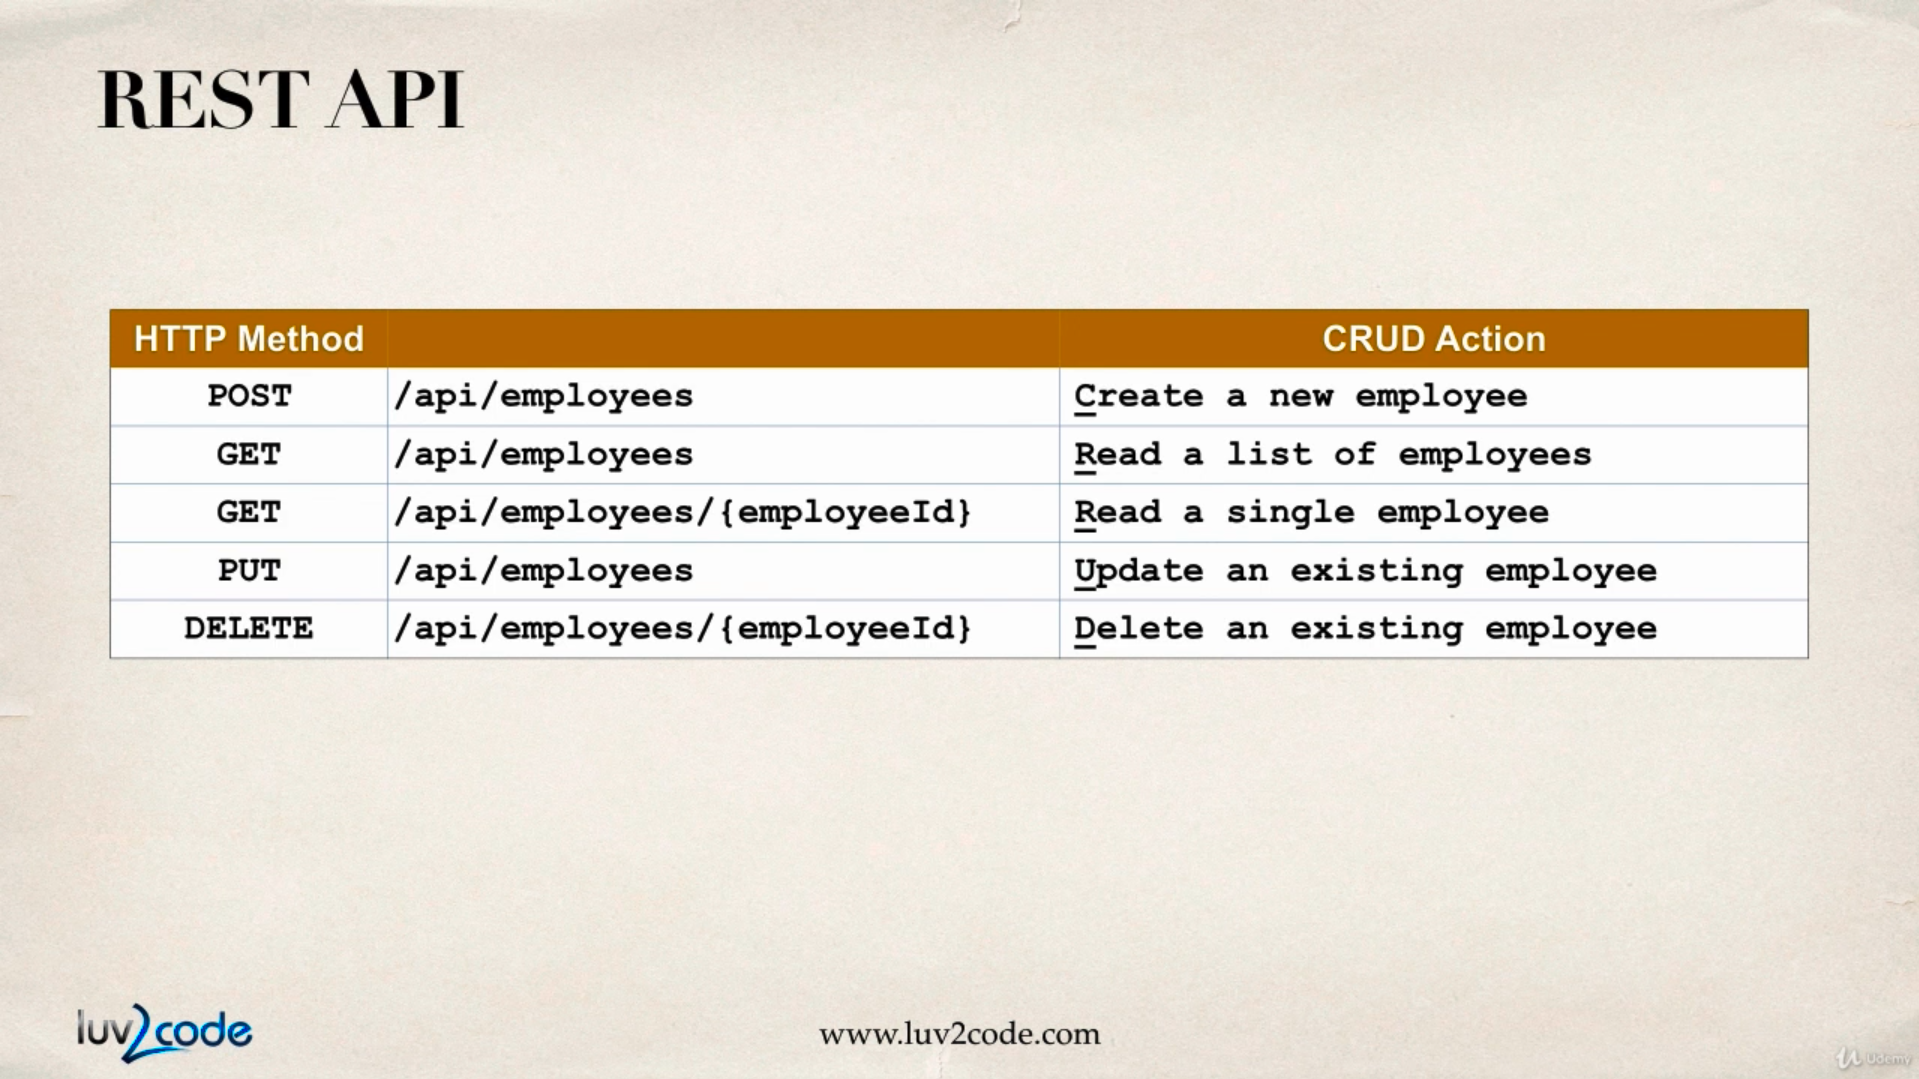 REST API
HTTP Method CRUD Action
POST /api/employees Create a new employee
GET /api/employees Read a list of employees
GET /api/employees/{employeeId} Read a single employee
PUT /api/employees Update an existing employee
DELETE /api/employees/{employeeId} Delete an existing employee
luv2code
www.luv2code.com
Udemy